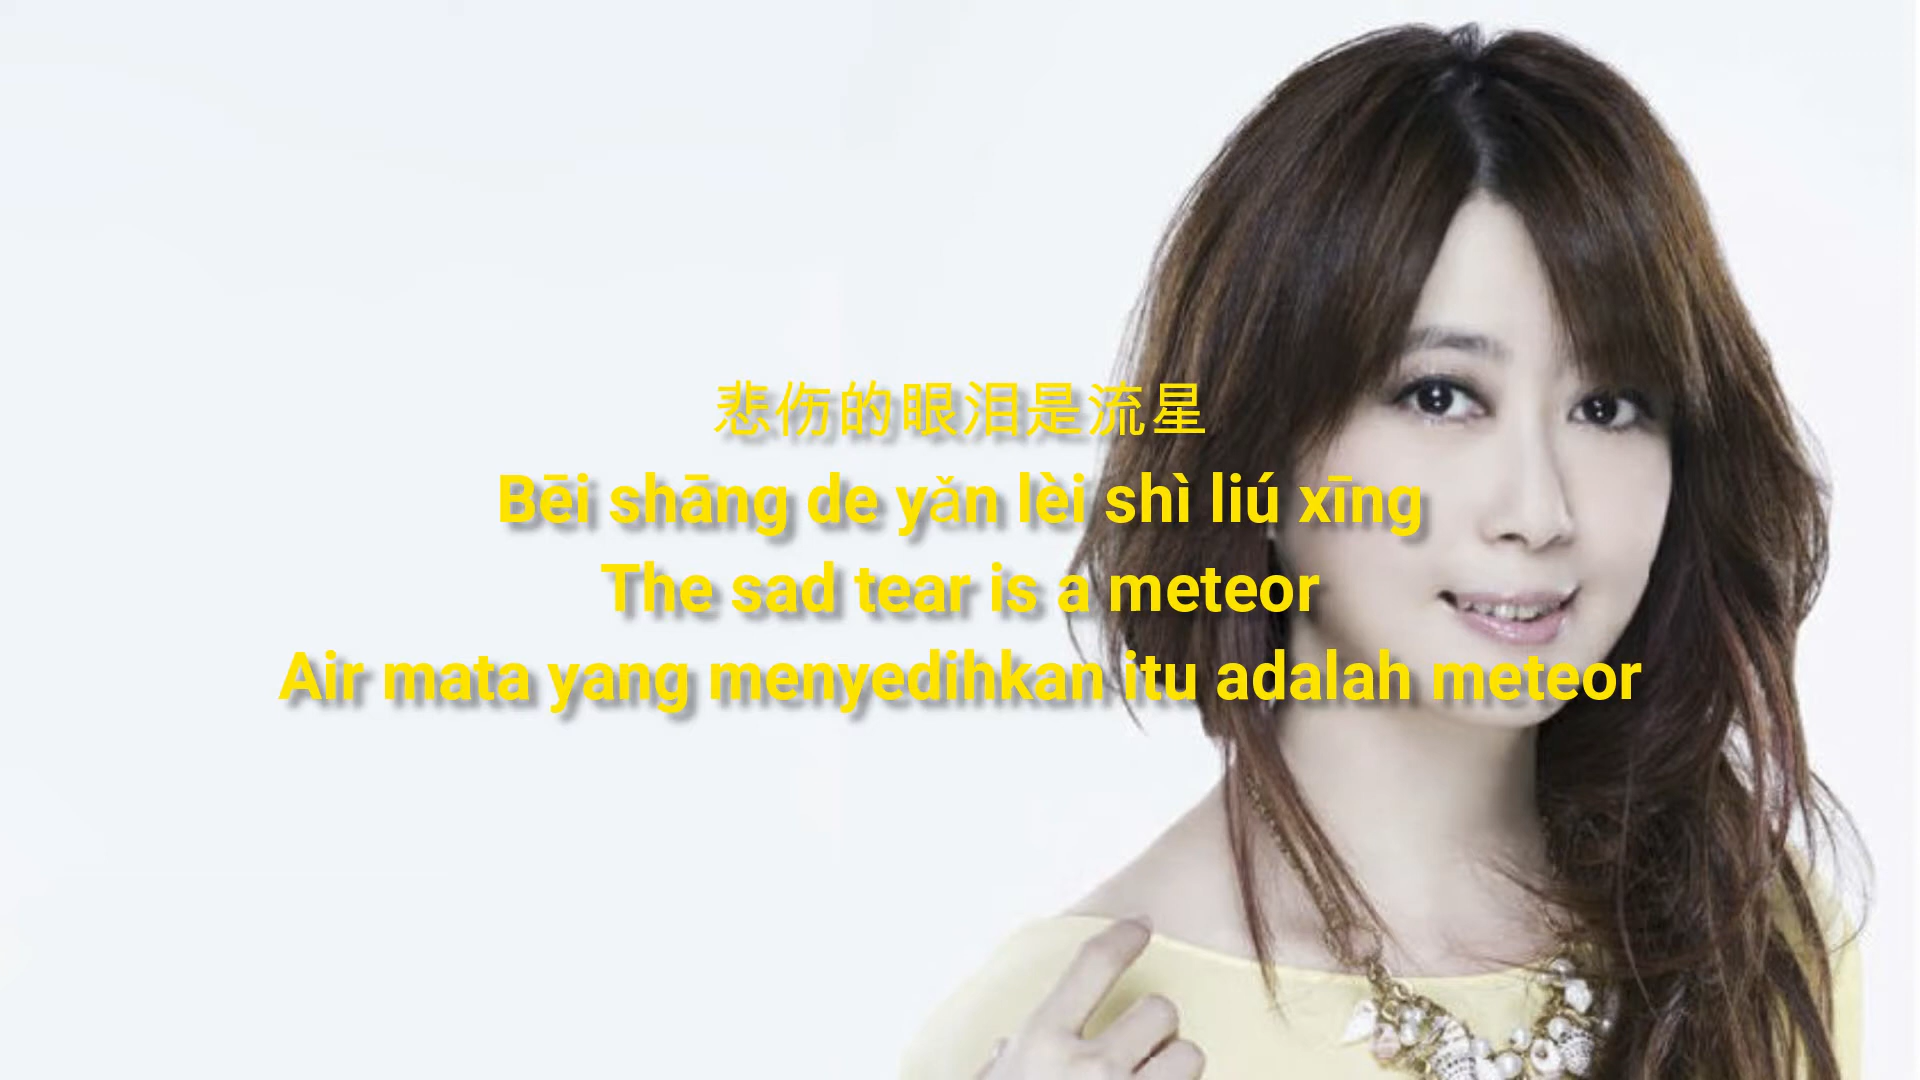 悲伤的眼泪是流星
Bēi shāng de yǎn lèi shì liú xīng
The sad tear is a meteor
Air mata yang menyedihkan itu adalah meteor